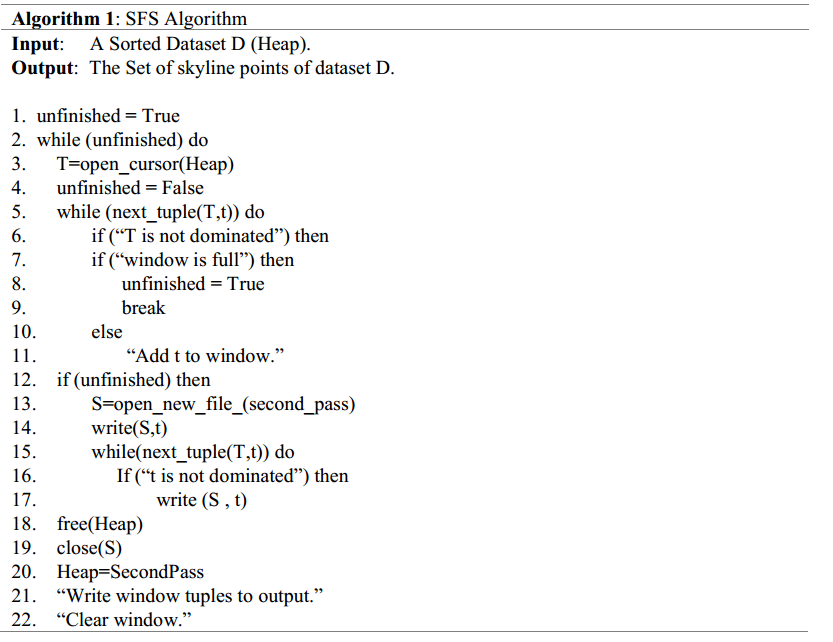 Algorithm 1: SFS Algorithm
Input: A Sorted Dataset D (Heap).
Output: The Set of skyline points of dataset D.
1. unfinished = True
2. while (unfinished) do
3. T=open_cursor(Heap)
4. unfinished = False
5. while (next_tuple(T,t)) do
6. if (“T is not dominated”) then
7. if (“window is full”) then
8. unfinished = True
9. break
10. else
11. “Add t to window.”
12. if (unfinished) then
13. S=open_new_file_(second_pass)
14. write(S,t)
15. while(next_tuple(T,t)) do
16. If (“t is not dominated”) then
17. write (S , t)
18. free(Heap)
19. close(S)
20. Heap=SecondPass
21. “Write window tuples to output.”
22. “Clear window.”